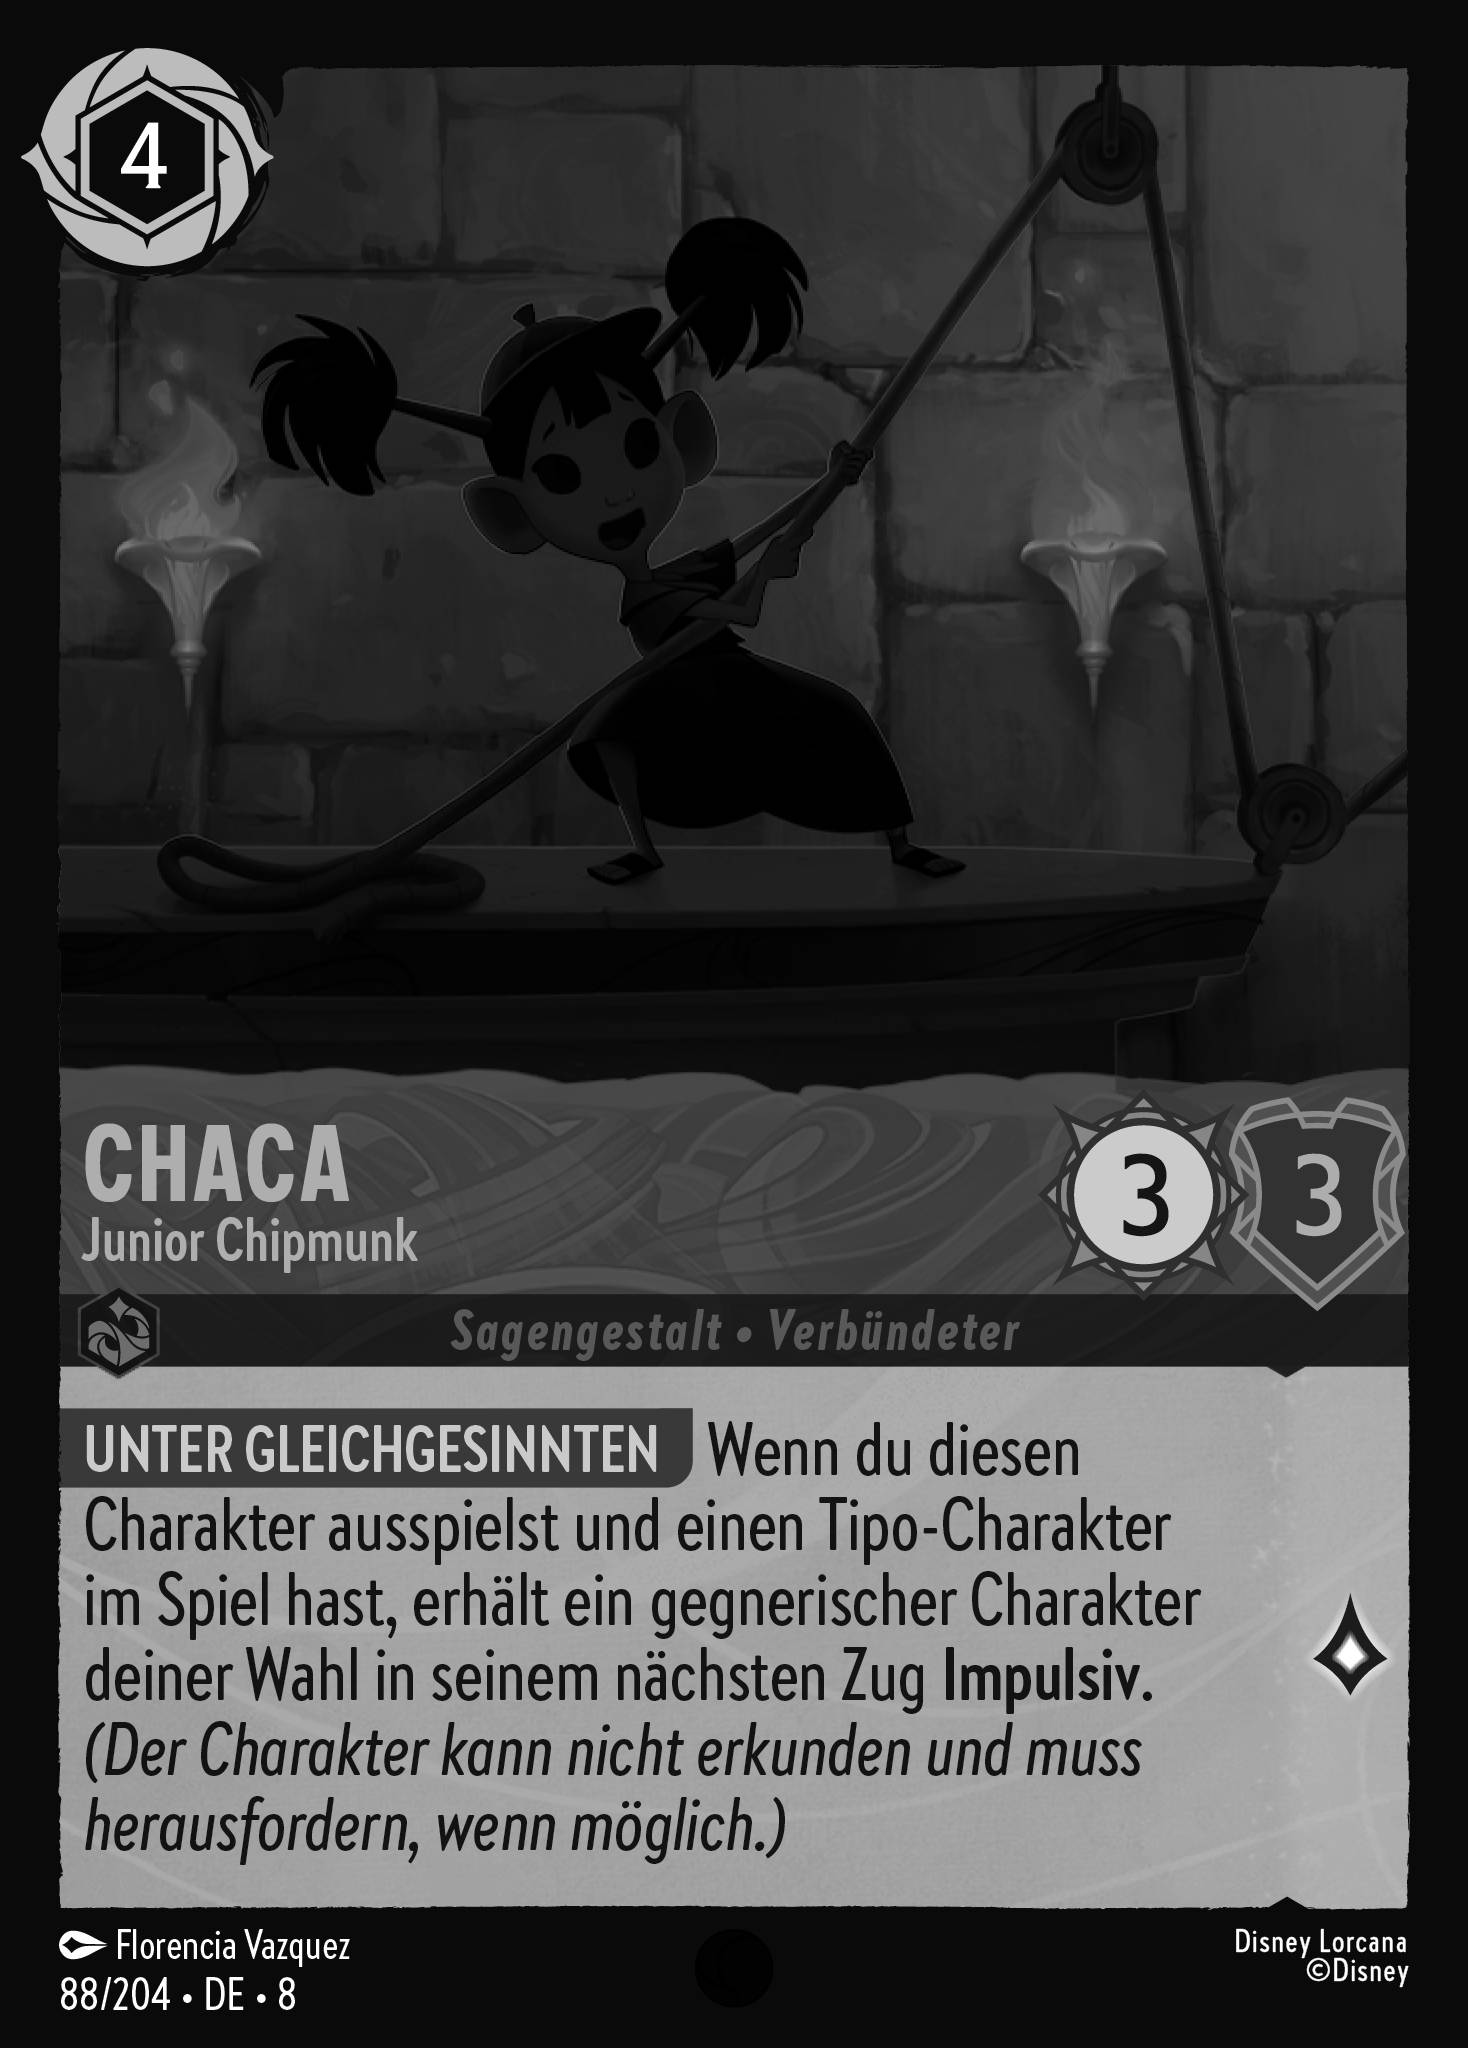 4
CHACA
Junior Chipmunk
3
3
Sagengestalt • Verbündeter
UNTER GLEICHGESINNTEN Wenn du diesen
Charakter ausspielst und einen Tipo-Charakter
im Spiel hast, erhält ein gegnerischer Charakter
deiner Wahl in seinem nächsten Zug Impulsiv.
(Der Charakter kann nicht erkunden und muss
herausfordern, wenn möglich.)
Florencia Vazquez
88/204 • DE • 8
Disney Lorcana
©Disney